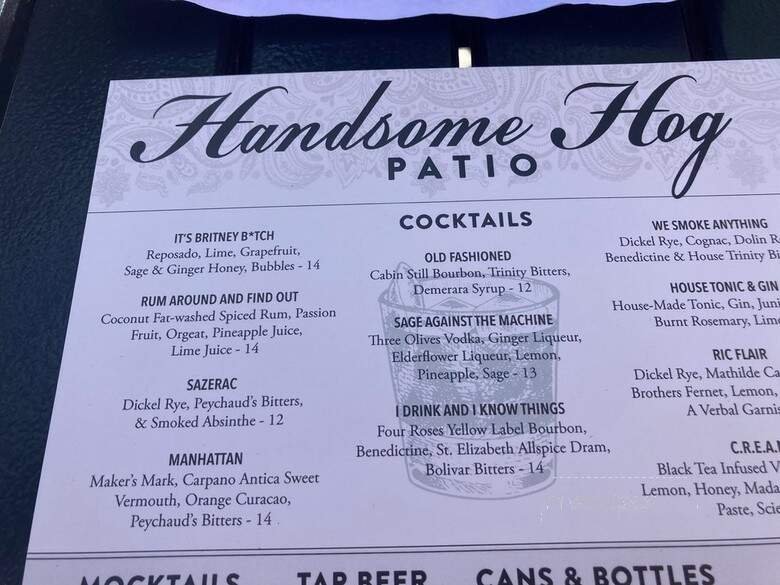 Handsome Hog
PATIO
COCKTAILS
IT'S BRITNEY B*TCH
Reposado, Lime, Grapefruit,
Sage & Ginger Honey, Bubbles - 14
RUM AROUND AND FIND OUT
Coconut Fat-washed Spiced Rum, Passion
Fruit, Orgeat, Pineapple Juice,
Lime Juice - 14
SAZERAC
Dickel Rye, Peychaud's Bitters,
& Smoked Absinthe - 12
MANHATTAN
Maker's Mark, Carpano Antica Sweet
Vermouth, Orange Curacao,
Peychaud's Bitters - 14
OLD FASHIONED
Cabin Still Bourbon, Trinity Bitters,
Demerara Syrup - 12
SAGE AGAINST THE MACHINE
Three Olives Vodka, Ginger Liqueur,
Elderflower Liqueur, Lemon,
Pineapple, Sage - 13
I DRINK AND I KNOW THINGS
Four Roses Yellow Label Bourbon,
Benedictine, St. Elizabeth Allspice Dram,
Bolivar Bitters - 14
WE SMOKE ANYTHING
Dickel Rye, Cognac, Dolin
Benedictine & House Trinity
HOUSE TONIC & GIN
House-Made Tonic, Gin,
Burnt Rosemary,
RIC FLAIR
Dickel Rye, Mathilde
Brothers Fernet, Lemon,
A Verbal
C.R.E.A.
Black Tea Infused
Lemon, Honey,
Paste,
MOCKTAILS TAP BEER CANS & BOTTLES